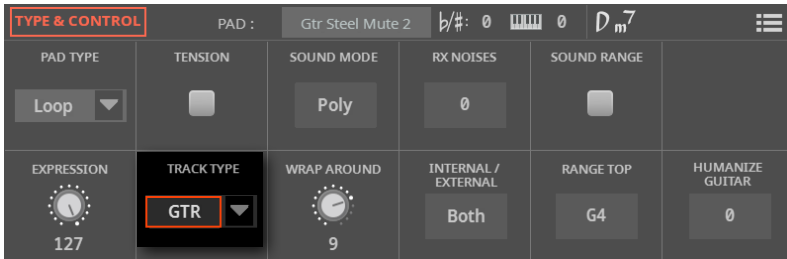 TYPE & CONTROL PAD : Gtr Steel Mute 2 ♭/♯: 0 0 Dm7
PAD TYPE TENSION SOUND MODE RX NOISES SOUND RANGE
Loop Poly 0
EXPRESSION TRACK TYPE WRAP AROUND INTERNAL / EXTERNAL RANGE TOP HUMANIZE GUITAR
GTR Both G4 0
127 9